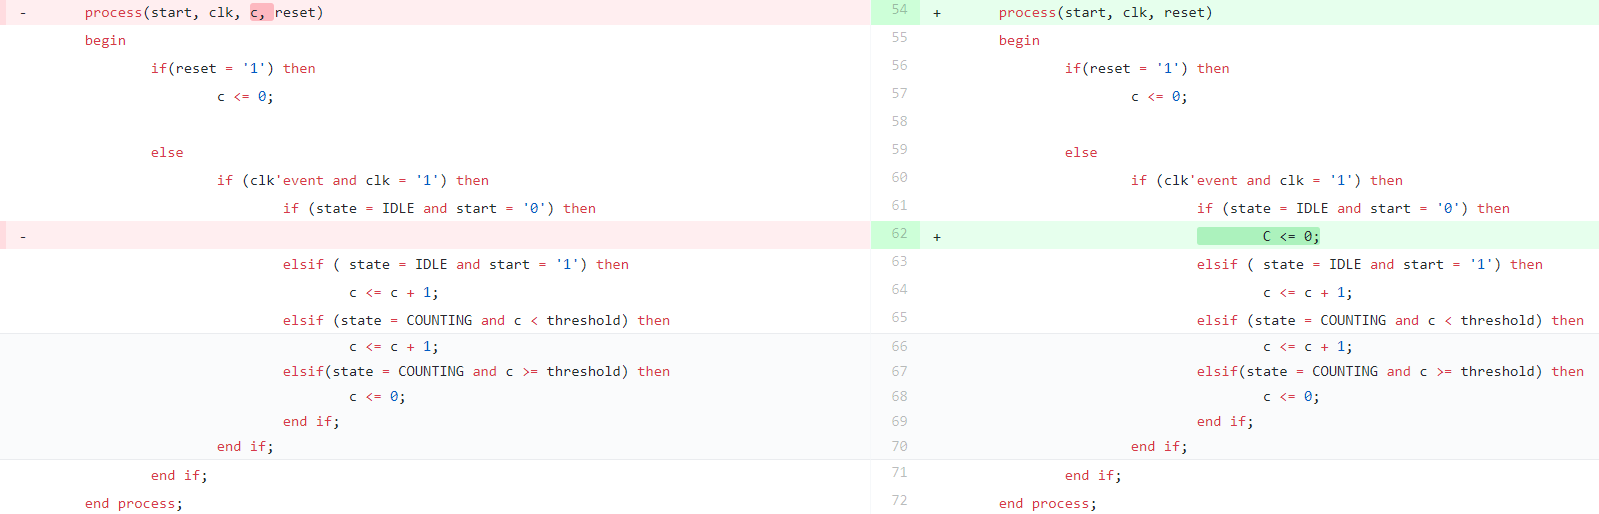 - process(start, clk, c, reset)
begin
if(reset = '1') then
c <= 0;
else
if (clk'event and clk = '1') then
if (state = IDLE and start = '0') then
-
elsif ( state = IDLE and start = '1') then
c <= c + 1;
elsif (state = COUNTING and c < threshold) then
c <= c + 1;
elsif(state = COUNTING and c >= threshold) then
c <= 0;
end if;
end if;
end if;
end process;
54 + process(start, clk, reset)
55 begin
56 if(reset = '1') then
57 c <= 0;
58
59 else
60 if (clk'event and clk = '1') then
61 if (state = IDLE and start = '0') then
62 + C <= 0;
63 elsif ( state = IDLE and start = '1') then
64 c <= c + 1;
65 elsif (state = COUNTING and c < threshold) then
66 c <= c + 1;
67 elsif(state = COUNTING and c >= threshold) then
68 c <= 0;
69 end if;
70 end if;
71 end if;
72 end process;